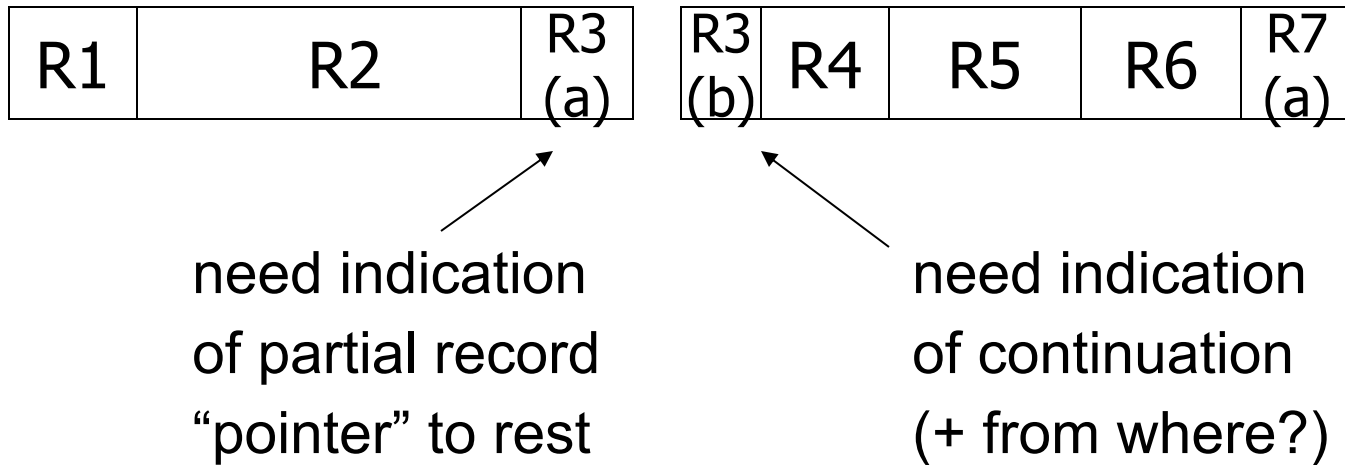 R1 R2 R3 (a) R3 (b) R4 R5 R6 R7 (a)
need indication
of partial record
“pointer” to rest
need indication
of continuation
(+ from where?)